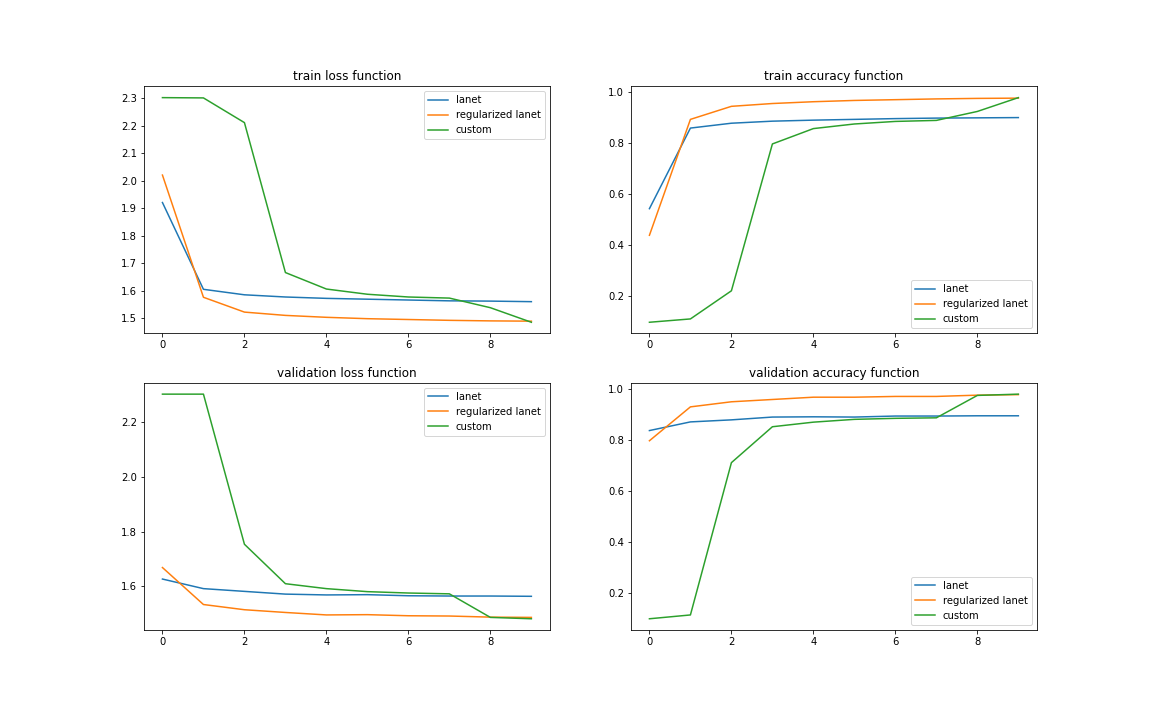 train loss function
2.3
2.2
2.1
2.0
1.9
1.8
1.7
1.6
1.5
0 2 4 6 8
lanet
regularized lanet
custom
train accuracy function
1.0
0.8
0.6
0.4
0.2
0 2 4 6 8
lanet
regularized lanet
custom
validation loss function
2.2
2.0
1.8
1.6
0 2 4 6 8
lanet
regularized lanet
custom
validation accuracy function
1.0
0.8
0.6
0.4
0.2
0 2 4 6 8
lanet
regularized lanet
custom